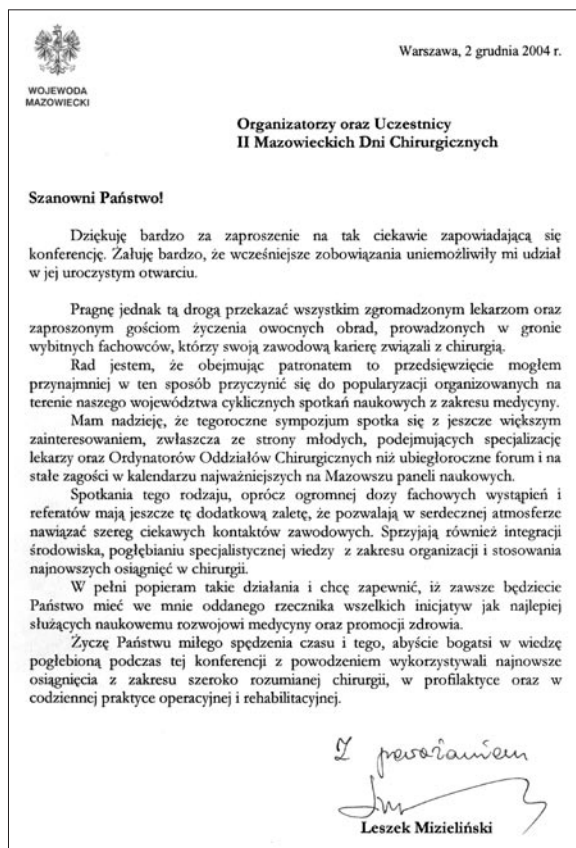 Warszawa, 2 grudnia 2004 r.
WOJEWODA
MAZOWIECKI
Organizatorzy oraz Uczestnicy
II Mazowieckich Dni Chirurgicznych
Szanowni Państwo!
Dziękuję bardzo za zaproszenie na tak ciekawie zapowiadającą się
konferencję. Żałuję bardzo, że wcześniejsze zobowiązania uniemożliwiły mi udział
w jej uroczystym otwarciu.
Pragnę jednak tą drogą przekazać wszystkim zgromadzonym lekarzom oraz
zaproszonym gościom życzenia owocnych obrad, prowadzonych w gronie
wybitnych fachowców, którzy swoją zawodową karierę związali z chirurgią.
Rad jestem, że obejmując patronatem to przedsięwzięcie mogłem
przynajmniej w ten sposób przyczynić się do popularyzacji organizowanych na
terenie naszego województwa cyklicznych spotkań naukowych z zakresu medycyny.
Mam nadzieję, że tegoroczne sympozjum spotka się z jeszcze większym
zainteresowaniem, zwłaszcza ze strony młodych, podejmujących specjalizację
lekarzy oraz Ordynatorów Oddziałów Chirurgicznych niż ubiegłoroczne forum i na
stałe zagości w kalendarzu najważniejszych na Mazowszu paneli naukowych.
Spotkania tego rodzaju, oprócz ogromnej dozy fachowych wystąpień i
referatów mają jeszcze tę dodatkową zaletę, że pozwalają w serdecznej atmosferze
nawiązać szereg ciekawych kontaktów zawodowych. Sprzyjają również integracji
środowiska, pogłębianiu specjalistycznej wiedzy z zakresu organizacji i stosowania
najnowszych osiągnięć w chirurgii.
W pełni popieram takie działania i chcę zapewnić, iż zawsze będziecie
Państwo mieć we mnie oddanego rzecznika wszelkich inicjatyw jak najlepiej
służących naukowemu rozwojowi medycyny oraz promocji zdrowia.
Życzę Państwu miłego spędzenia czasu i tego, abyście bogatsi w wiedzę
pogłębioną podczas tej konferencji z powodzeniem wykorzystywali najnowsze
osiągnięcia z zakresu szeroko rozumianej chirurgii, w profilaktyce oraz w
codziennej praktyce operacyjnej i rehabilitacyjnej.
Z poważaniem
Leszek Mizieliński